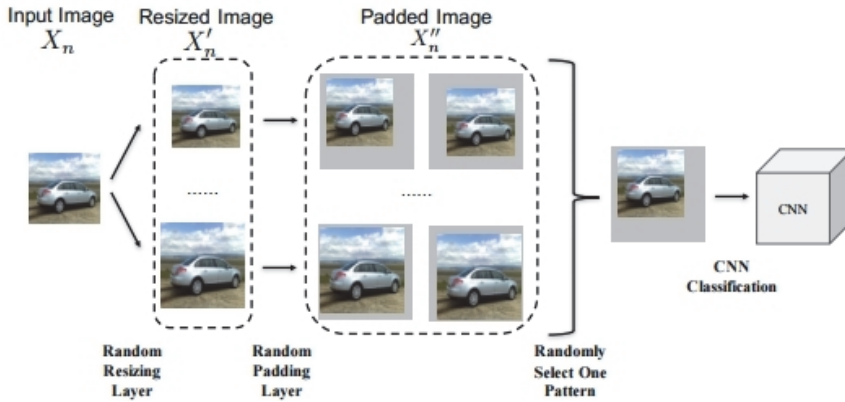 Input Image
X_n
Resized Image
X'_n
Padded Image
X''_n
......
......
CNN
Random
Resizing
Layer
Random
Padding
Layer
Randomly
Select One
Pattern
CNN
Classification